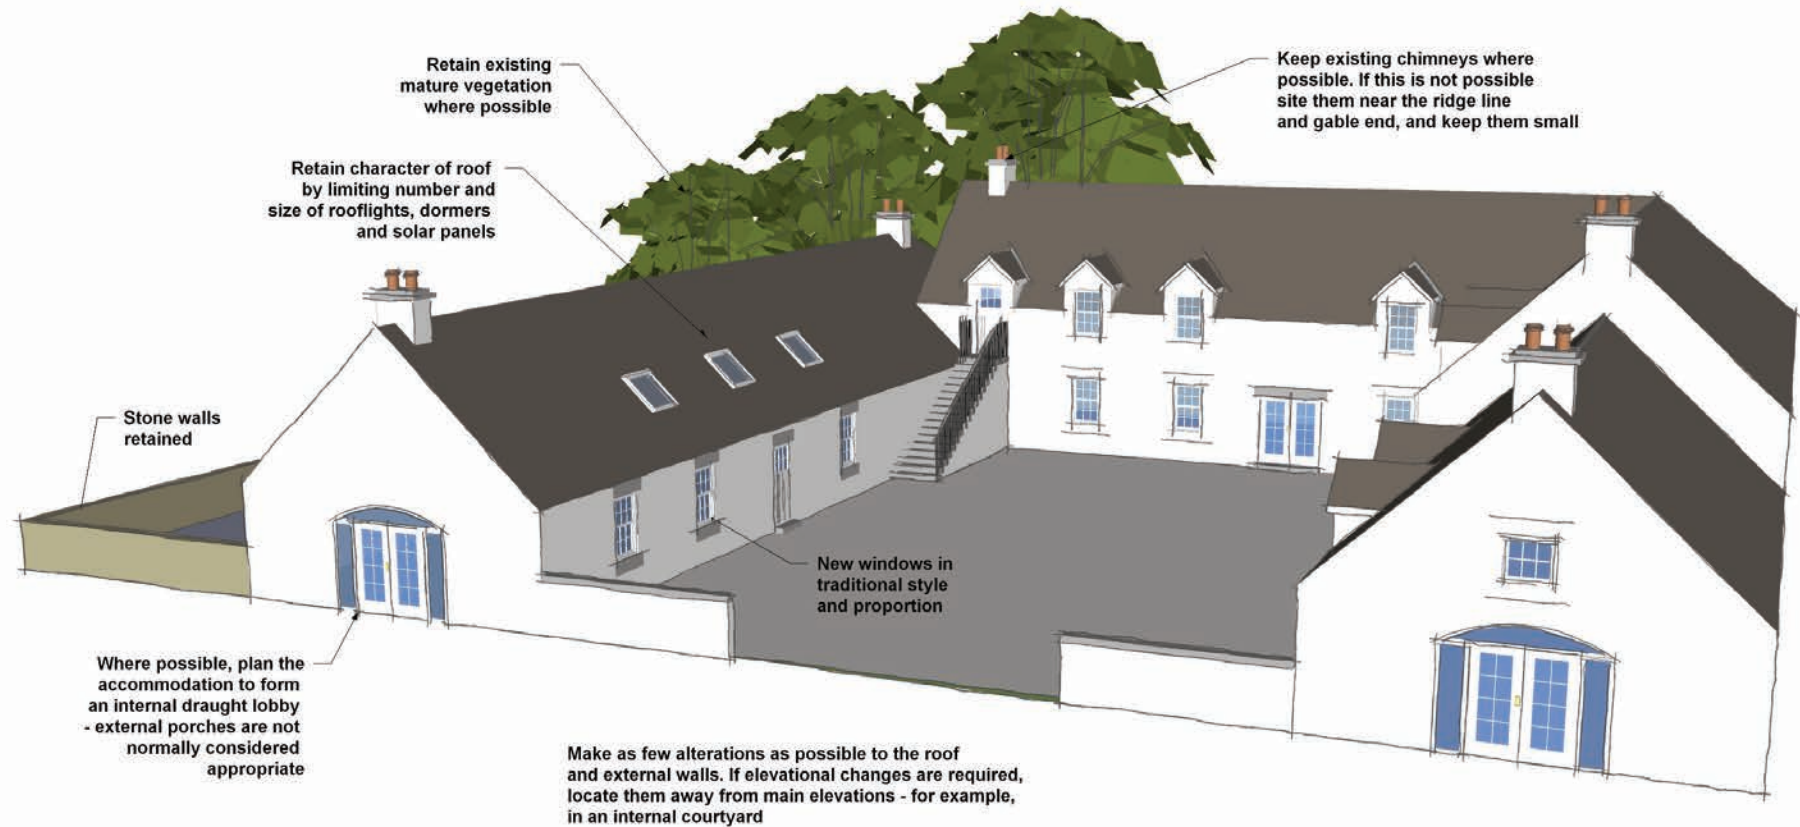 Retain existing
mature vegetation
where possible
Keep existing chimneys where
possible. If this is not possible
site them near the ridge line
and gable end, and keep them small
Retain character of roof
by limiting number and
size of rooflights, dormers
and solar panels
Stone walls
retained
New windows in
traditional style
and proportion
Where possible, plan the
accommodation to form
an internal draught lobby
- external porches are not
normally considered
appropriate
Make as few alterations as possible to the roof
and external walls. If elevational changes are required,
locate them away from main elevations - for example,
in an internal courtyard